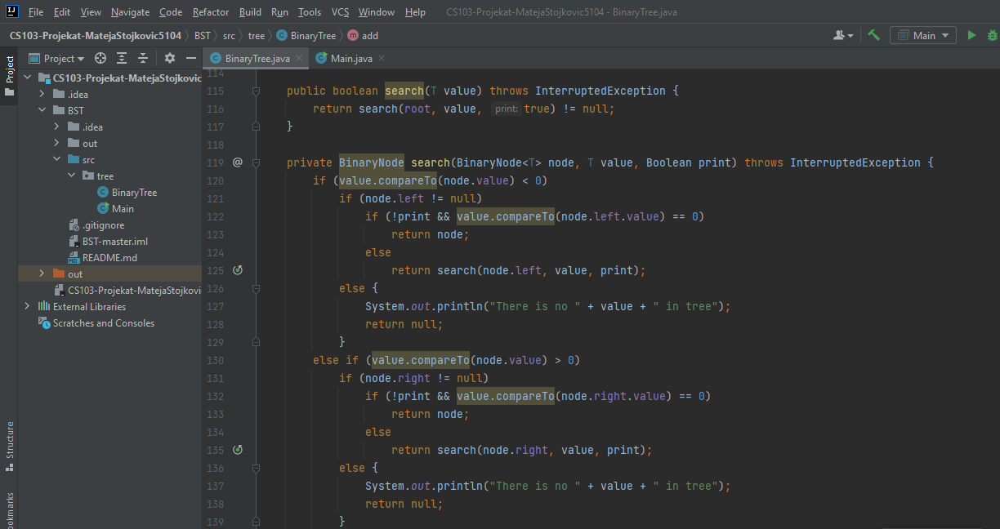 File Edit View Navigate Code Refactor Build Run Tools VCS Window Help CS103-Projekat-MatejaStojkovic5104 - BinaryTree.java
CS103-Projekat-MatejaStojkovic5104 BST src tree BinaryTree add Main
Project BinaryTree.java Main.java
Project
CS103-Projekat-MatejaStojkovic
.idea
BST
.idea
out
src
tree
BinaryTree
Main
.gitignore
BST-master.iml
README.md
out
CS103-Projekat-MatejaStojkovi
External Libraries
Scratches and Consoles
Structure
okmarks
114
115 public boolean search(T value) throws InterruptedException {
116 return search(root, value, print: true) != null;
117 }
118
119 @ private BinaryNode search(BinaryNode<T> node, T value, Boolean print) throws InterruptedException {
120 if (value.compareTo(node.value) < 0)
121 if (node.left != null)
122 if (!print && value.compareTo(node.left.value) == 0)
123 return node;
124 else
125 return search(node.left, value, print);
126 else {
127 System.out.println("There is no " + value + " in tree");
128 return null;
129 }
130 else if (value.compareTo(node.value) > 0)
131 if (node.right != null)
132 if (!print && value.compareTo(node.right.value) == 0)
133 return node;
134 else
135 return search(node.right, value, print);
136 else {
137 System.out.println("There is no " + value + " in tree");
138 return null;
139 }